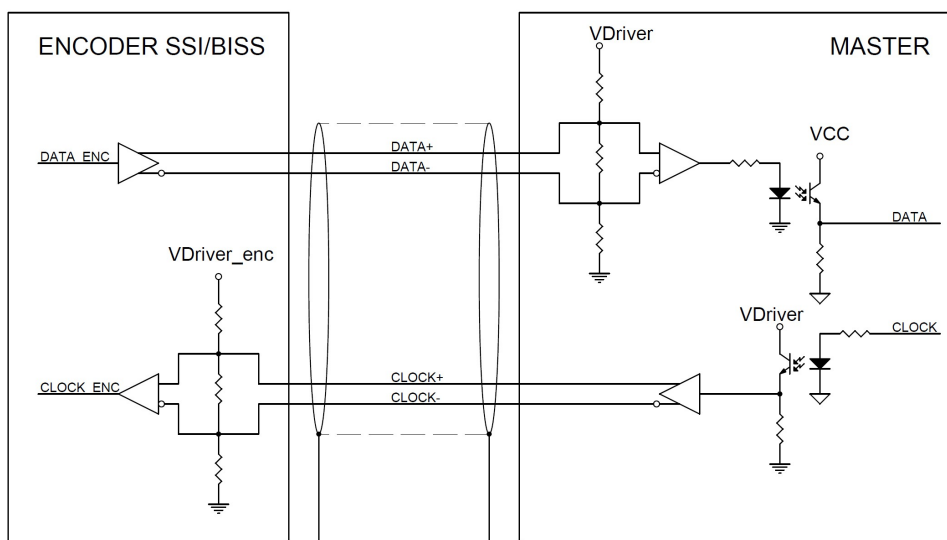 ENCODER SSI/BISS
VDriver
MASTER
VCC
DATA_ENC
DATA+
DATA-
DATA
VDriver_enc
VDriver
CLOCK
CLOCK_ENC
CLOCK+
CLOCK-